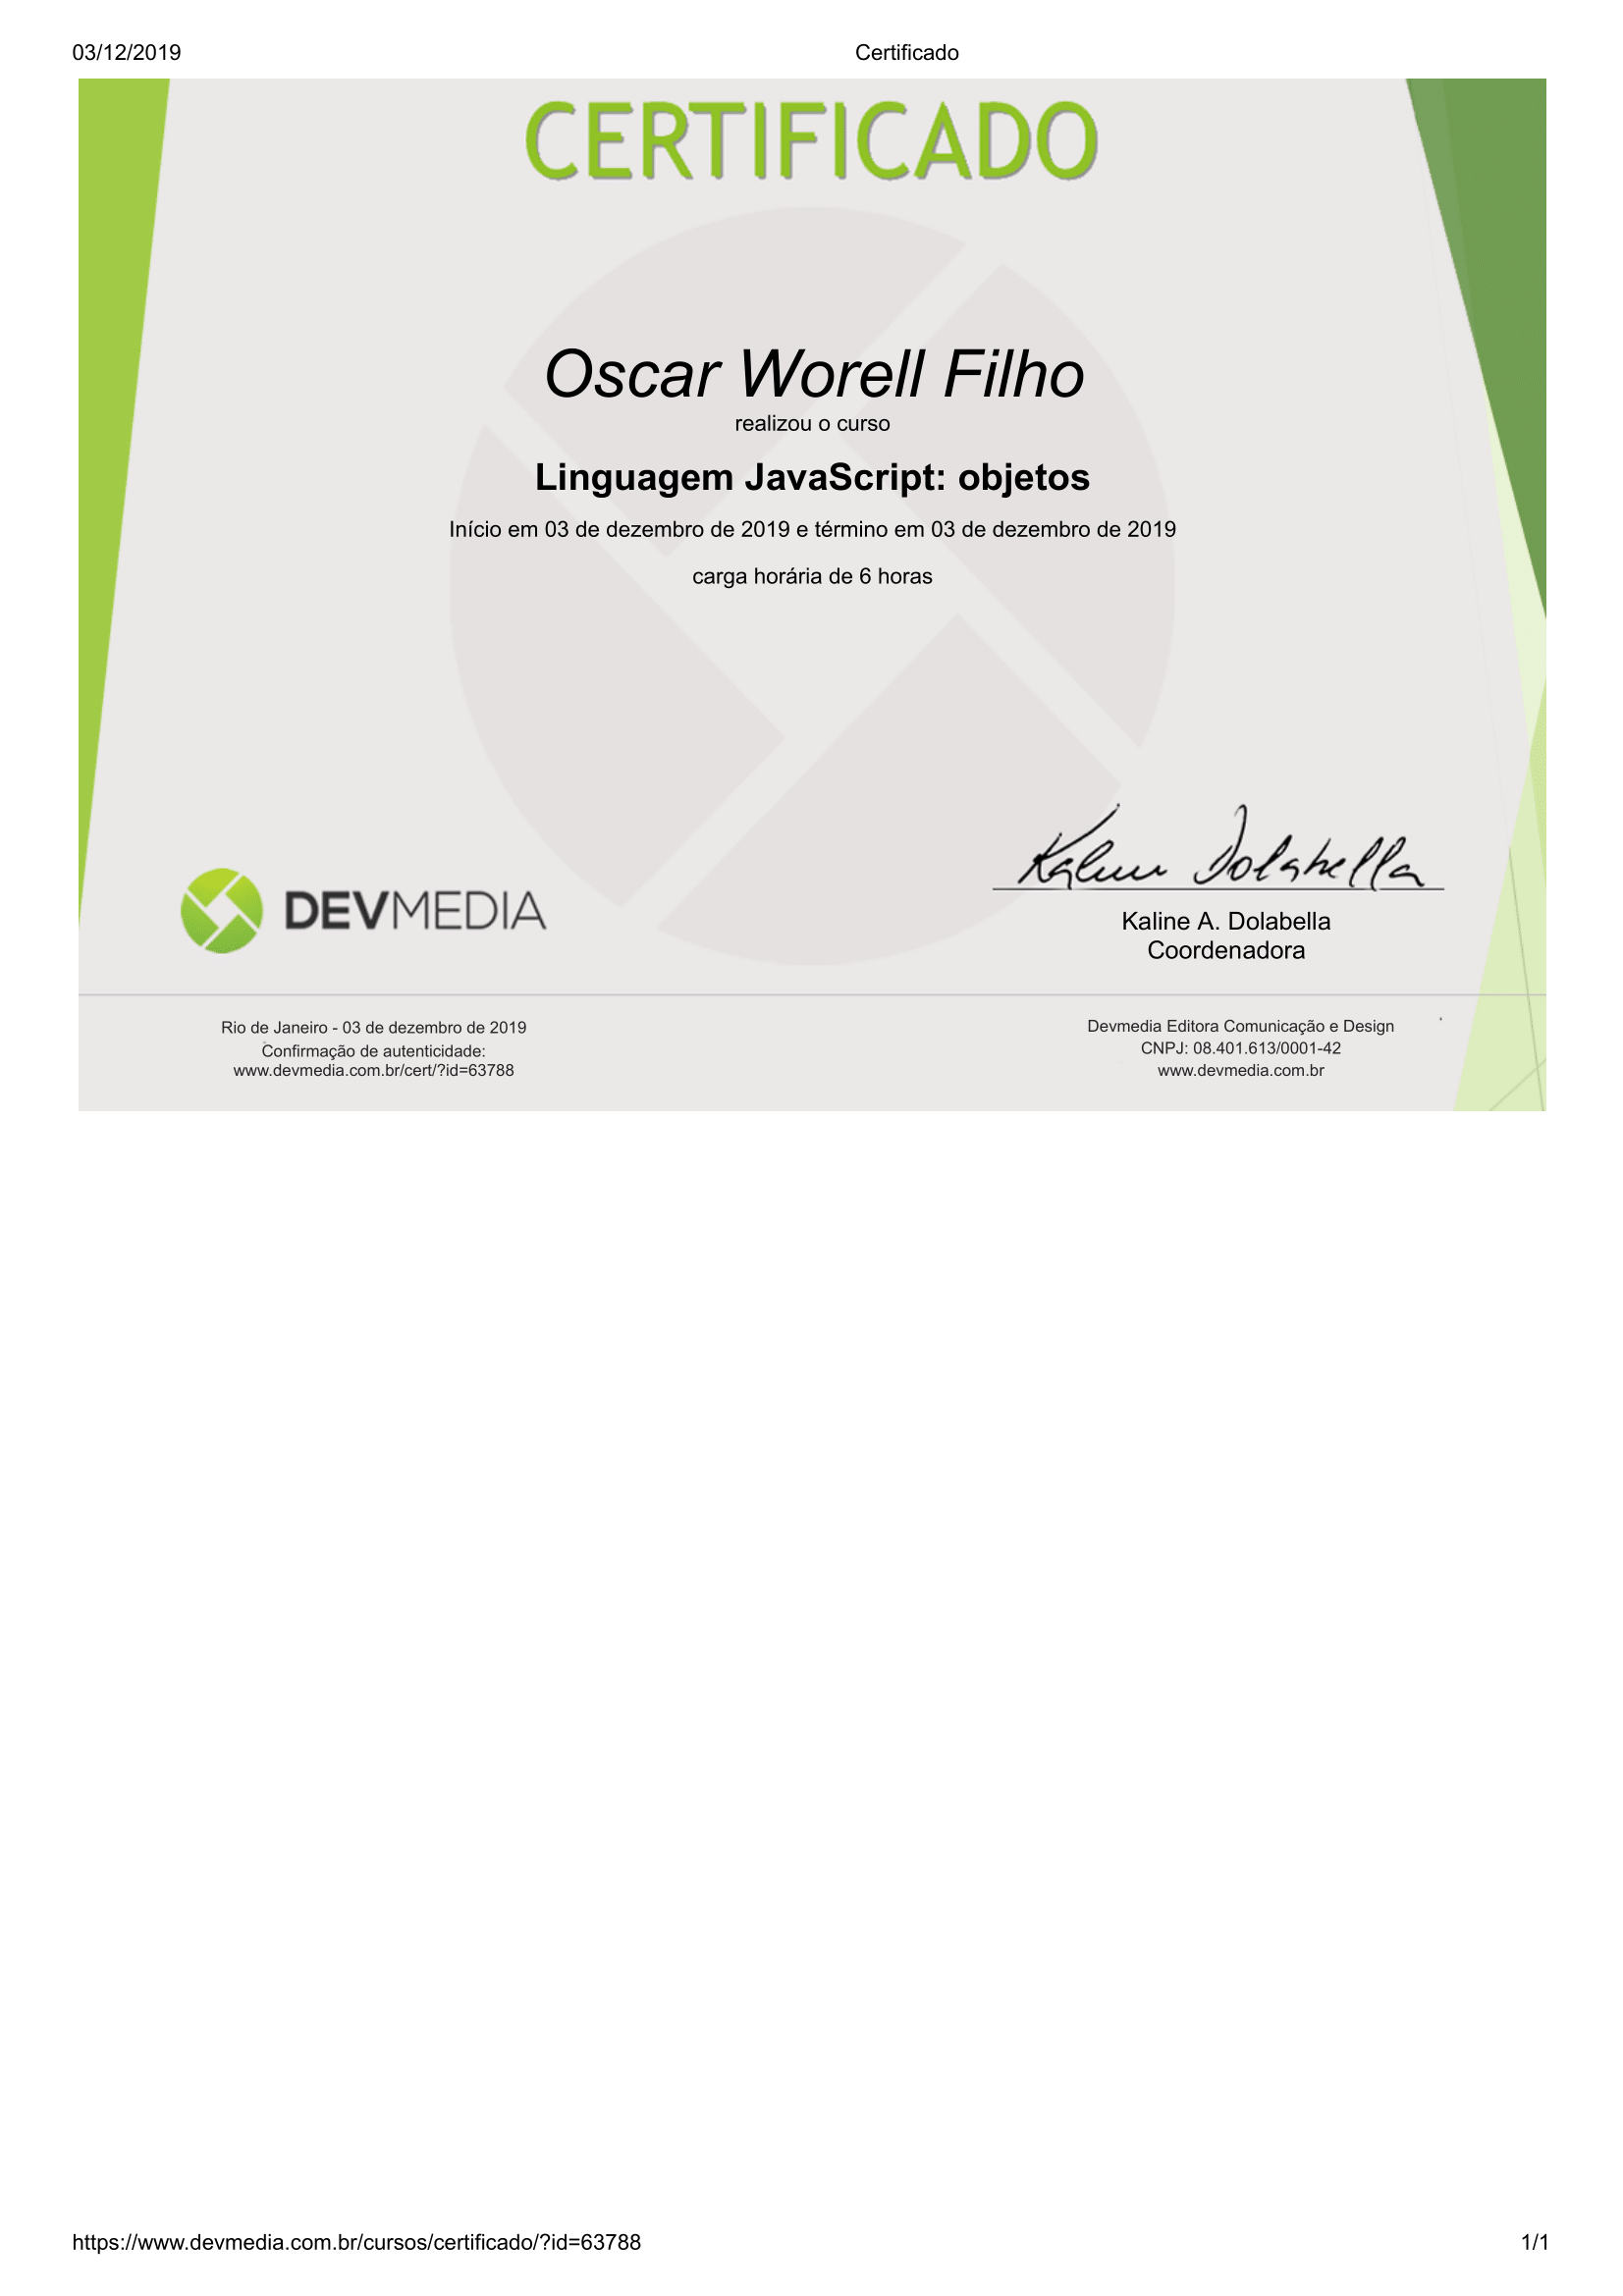 03/12/2019
Certificado
CERTIFICADO
Oscar Worell Filho
realizou o curso
Linguagem JavaScript: objetos
Início em 03 de dezembro de 2019 e término em 03 de dezembro de 2019
carga horária de 6 horas
Kaline Dolabella
DEVMEDIA
Kaline A. Dolabella
Coordenadora
Rio de Janeiro - 03 de dezembro de 2019
Confirmação de autenticidade:
www.devmedia.com.br/cert/?id=63788
Devmedia Editora Comunicação e Design
CNPJ: 08.401.613/0001-42
www.devmedia.com.br
https://www.devmedia.com.br/cursos/certificado/?id=63788
1/1